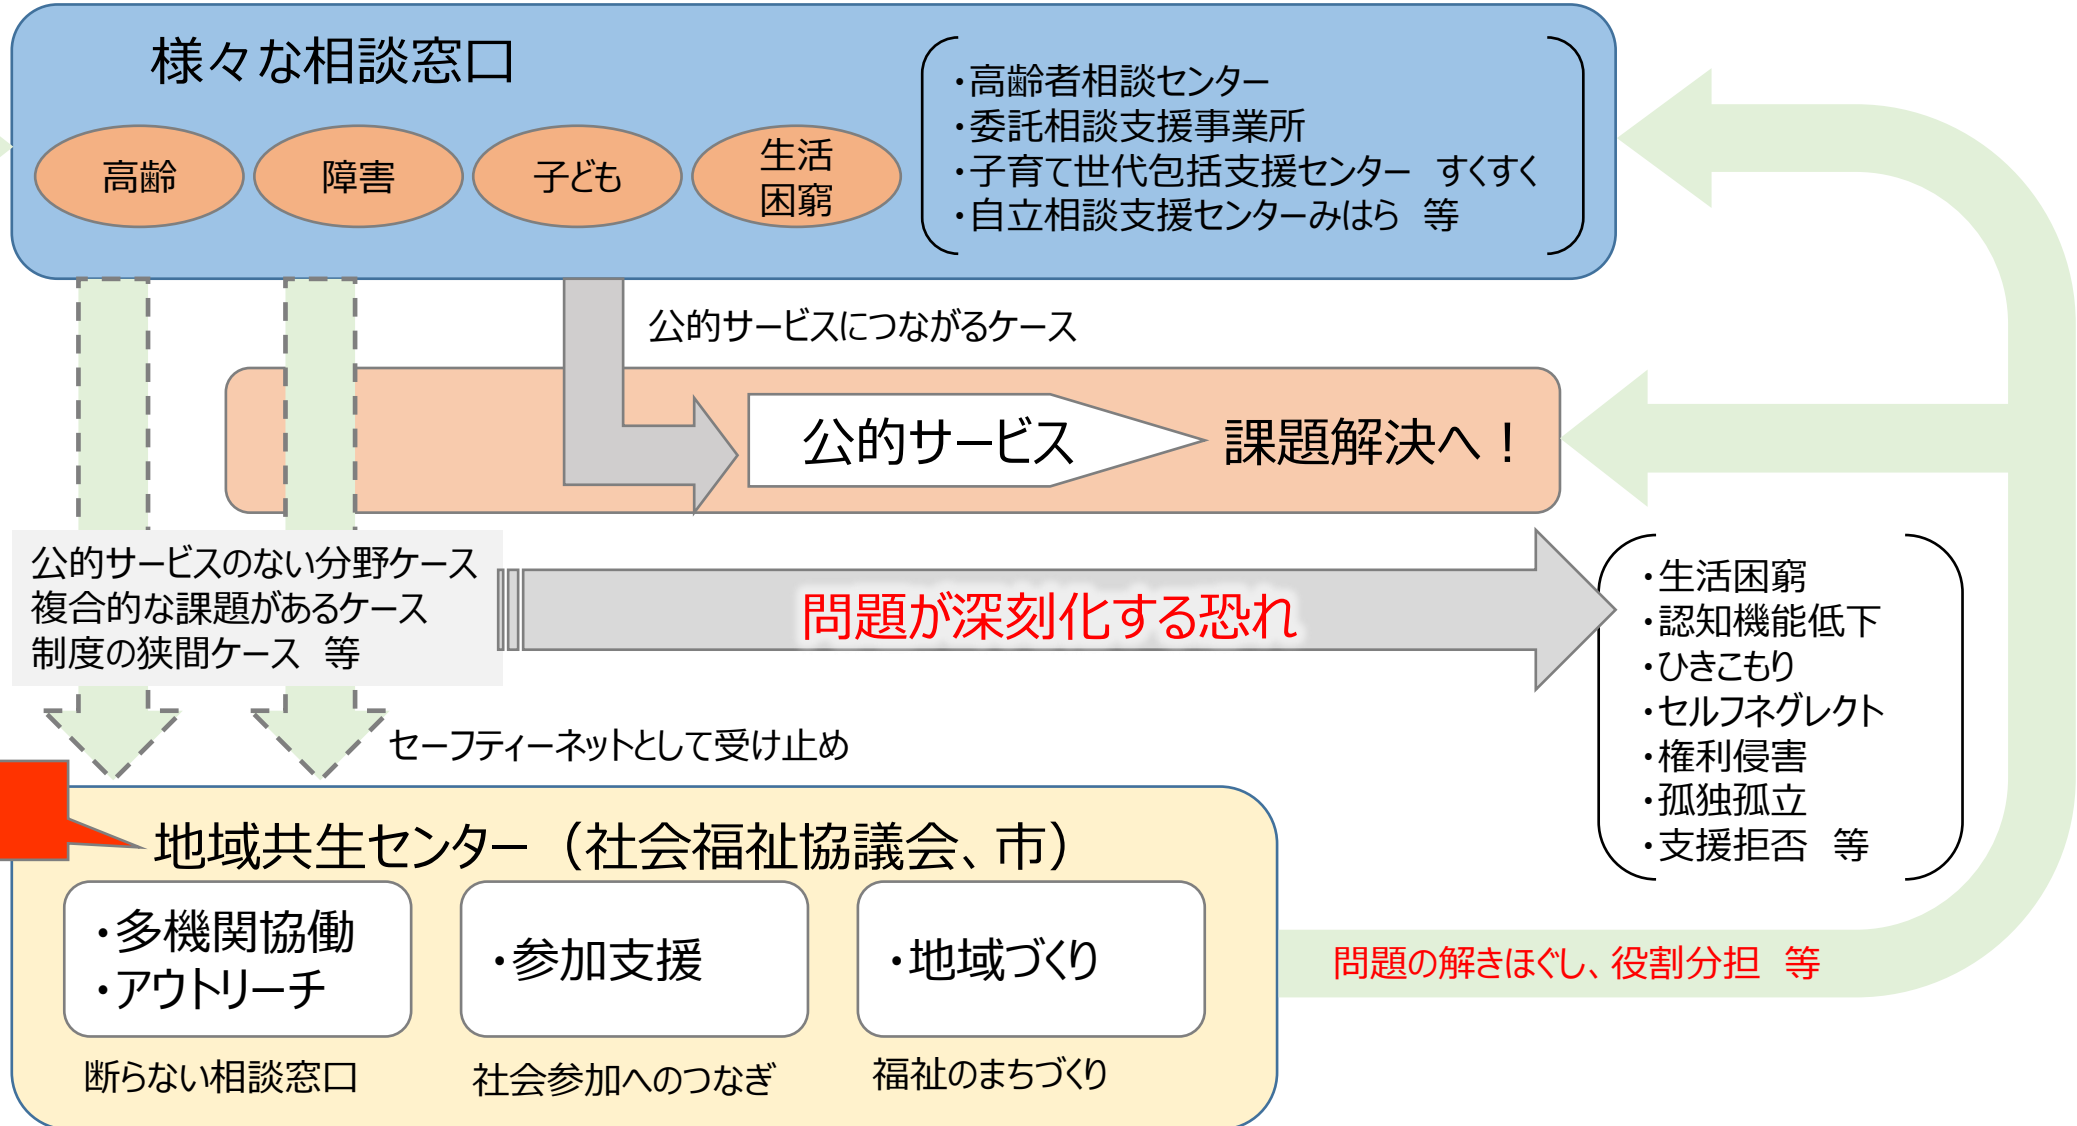 様々な相談窓口
高齢
障害
子ども
生活
困窮
・高齢者相談センター
・委託相談支援事業所
・子育て世代包括支援センター　すくすく
・自立相談支援センターみはら　等
公的サービスにつながるケース
公的サービス
課題解決へ！
公的サービスのない分野ケース
複合的な課題があるケース
制度の狭間ケース　等
問題が深刻化する恐れ
・生活困窮
・認知機能低下
・ひきこもり
・セルフネグレクト
・権利侵害
・孤独孤立
・支援拒否　等
セーフティーネットとして受け止め
地域共生センター（社会福祉協議会、市）
・多機関協働
・アウトリーチ
・参加支援
・地域づくり
断らない相談窓口
社会参加へのつなぎ
福祉のまちづくり
問題の解きほぐし、役割分担　等